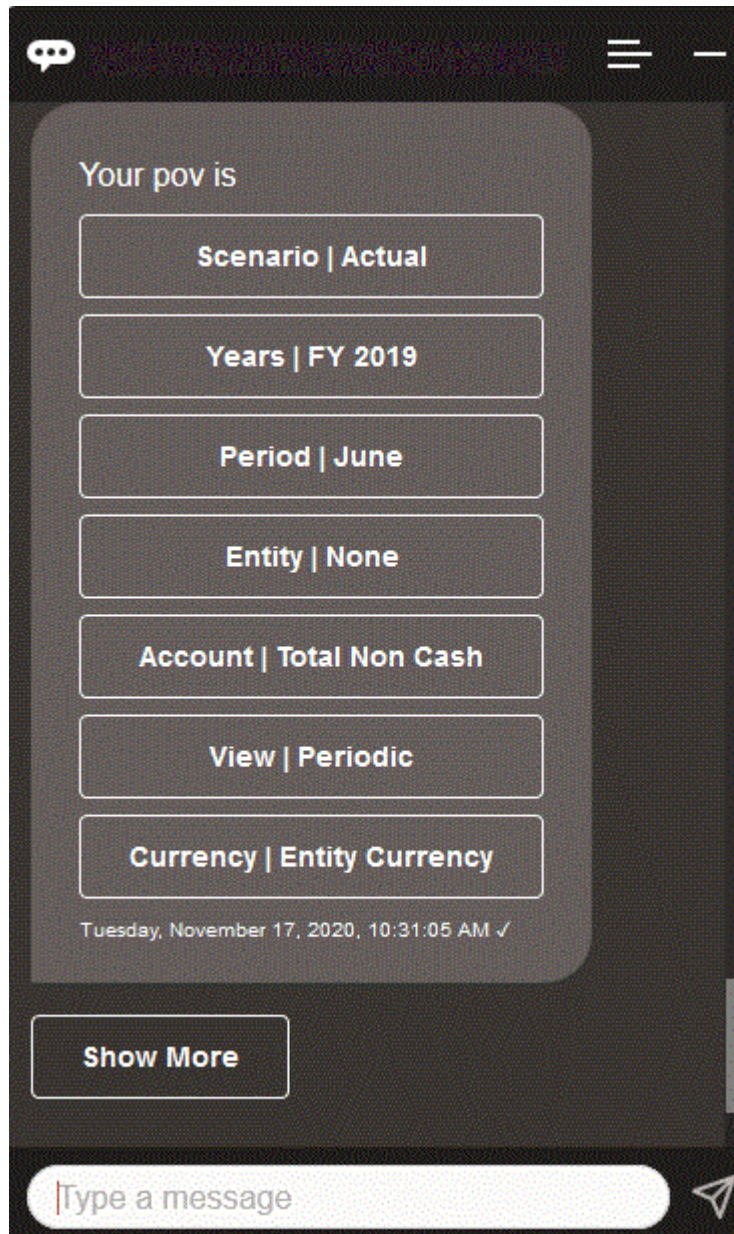 Your pov is
Scenario | Actual
Years | FY 2019
Period | June
Entity | None
Account | Total Non Cash
View | Periodic
Currency | Entity Currency
Tuesday, November 17, 2020, 10:31:05 AM ✓
Show More
Type a message